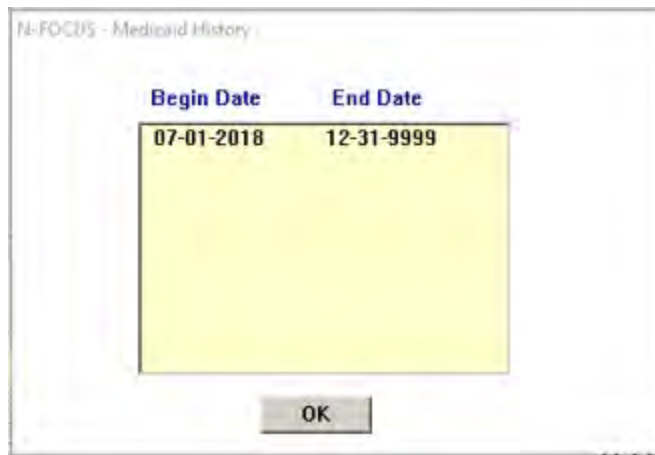 N-FOCUS - Medicaid History
Begin Date End Date
07-01-2018 12-31-9999
OK